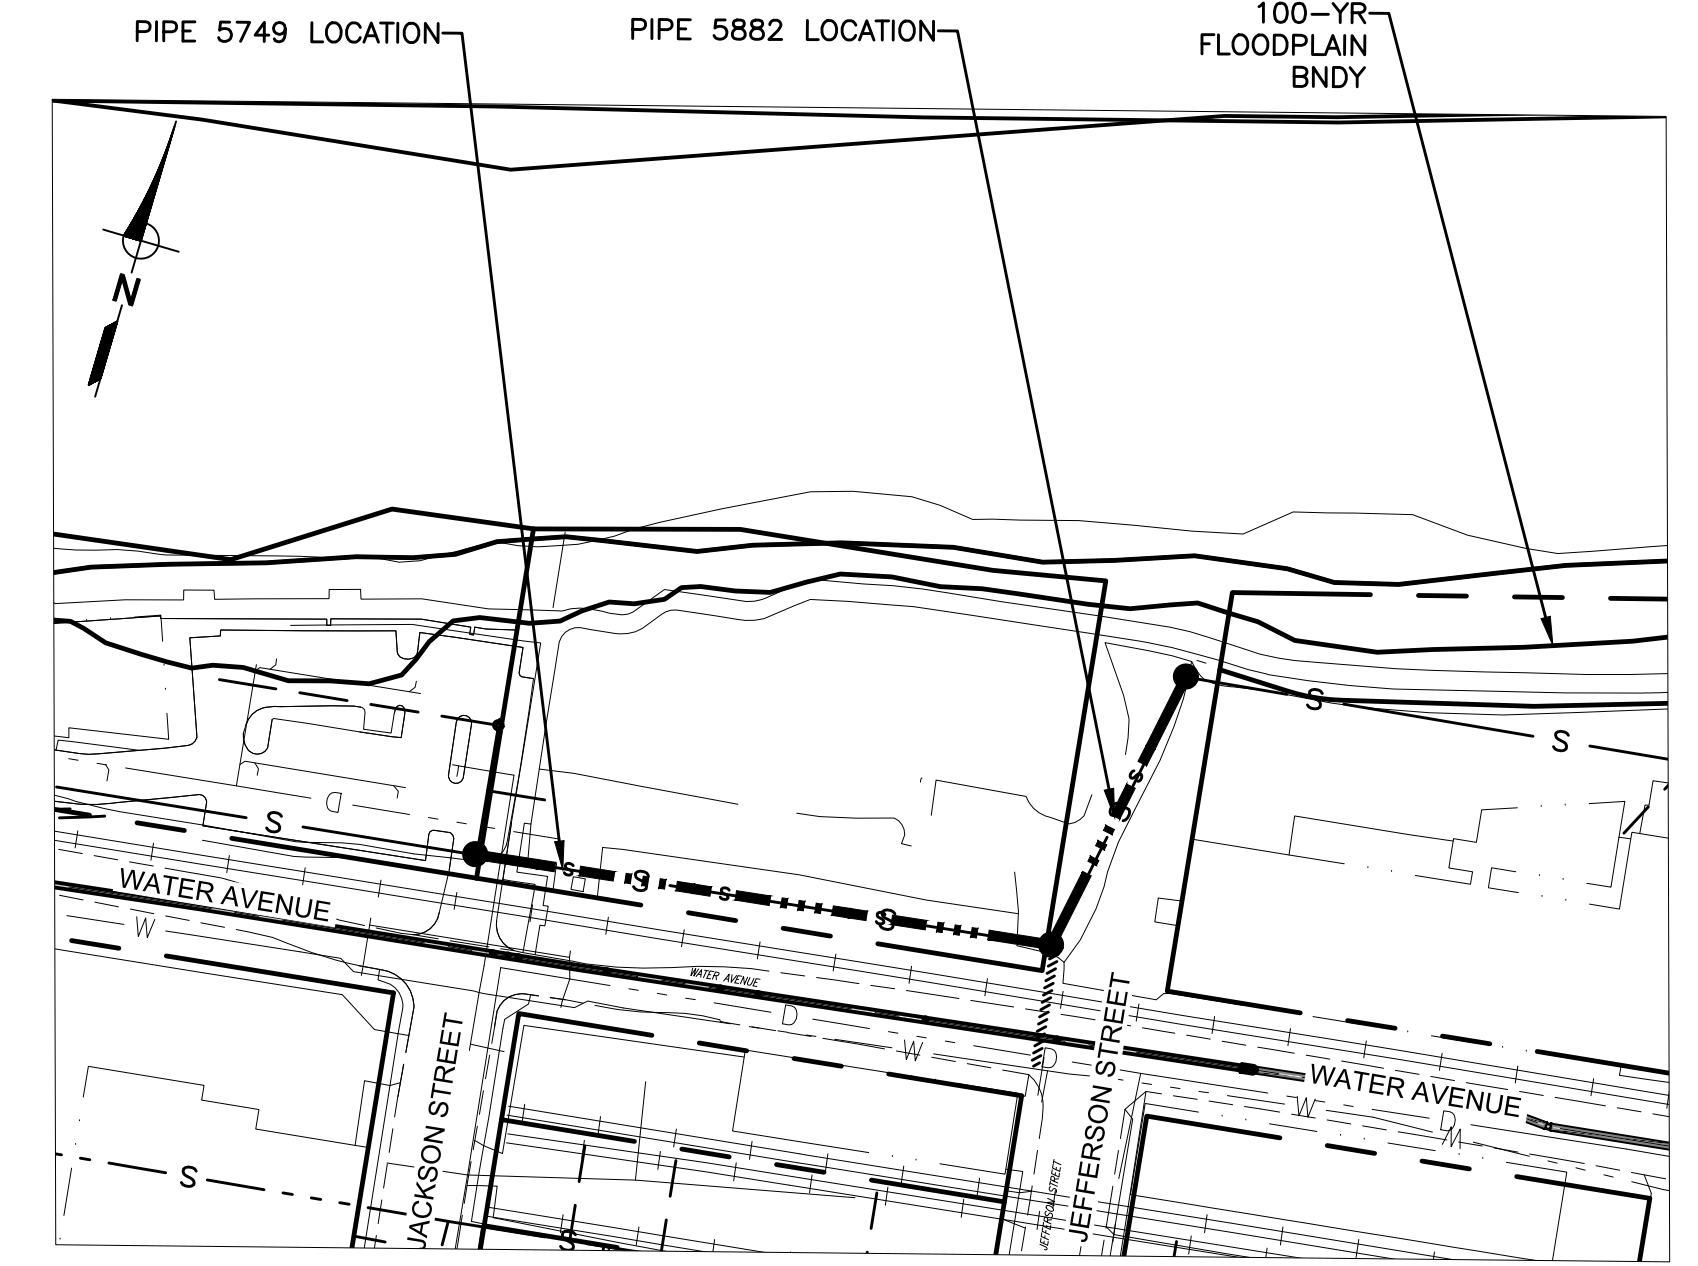 PIPE 5749 LOCATION
PIPE 5882 LOCATION
100-YR
FLOODPLAIN
BNDY
N
S
S
D
S
S
S
S
S
S
S
S
S
WATER AVENUE
W
WATER AVENUE
D
W
D
WATER AVENUE
W
D
W
JACKSON STREET
JEFFERSON STREET
JEFFERSON STREET
S
S